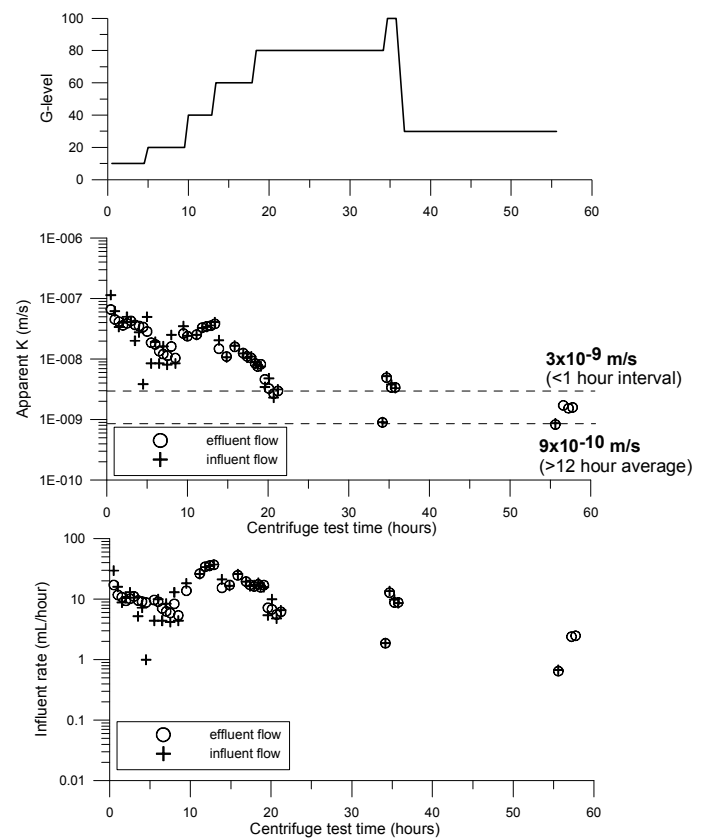 100
80
60
40
20
0
G-level
0 10 20 30 40 50 60
1E-006
1E-007
1E-008
1E-009
1E-010
Apparent K (m/s)
3x10-9 m/s
(<1 hour interval)
9x10-10 m/s
(>12 hour average)
effluent flow
influent flow
0 10 20 30 40 50 60
Centrifuge test time (hours)
100
10
1
0.1
0.01
Influent rate (mL/hour)
effluent flow
influent flow
0 10 20 30 40 50 60
Centrifuge test time (hours)